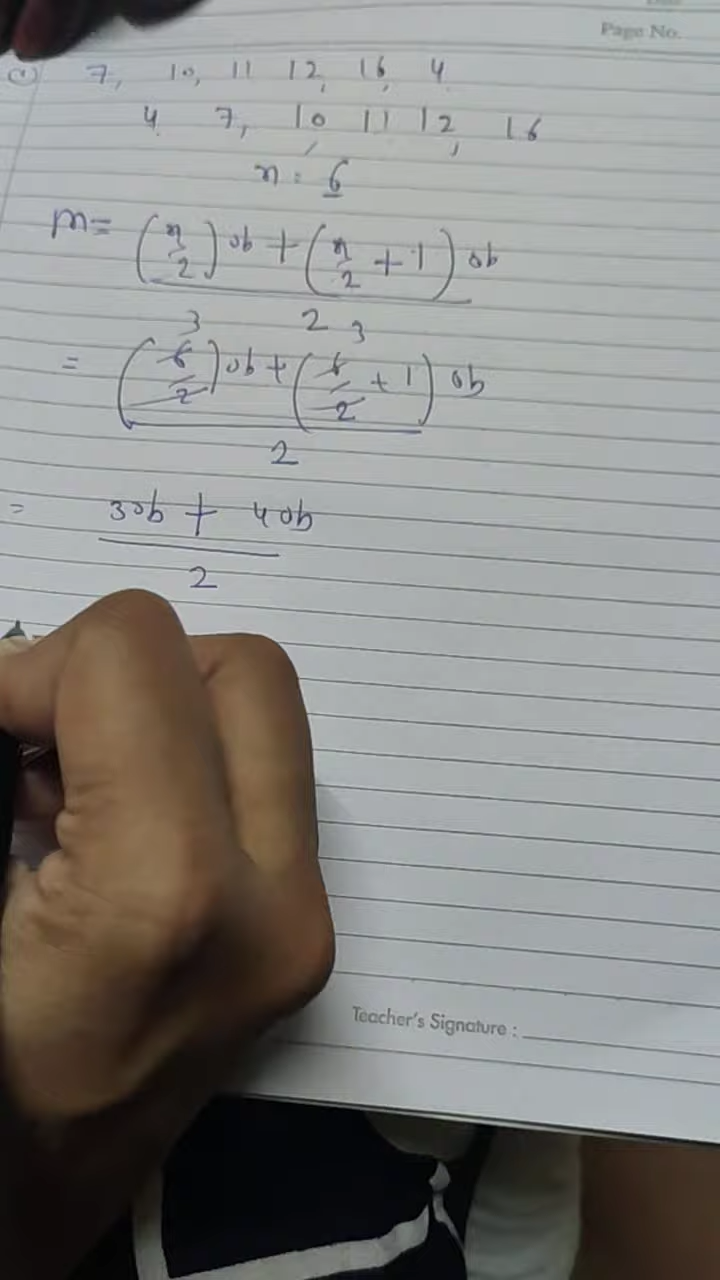 Page No.
7, 10, 11 12, 16, 4
4 7, 10, 11 12, 16
n = 6
m = (n/2) ob + (n/2 + 1) ob
2
3 3
= (6/2) ob + (6/2 + 1) ob
2
= 3ob + 4ob
2
Teacher's Signature :